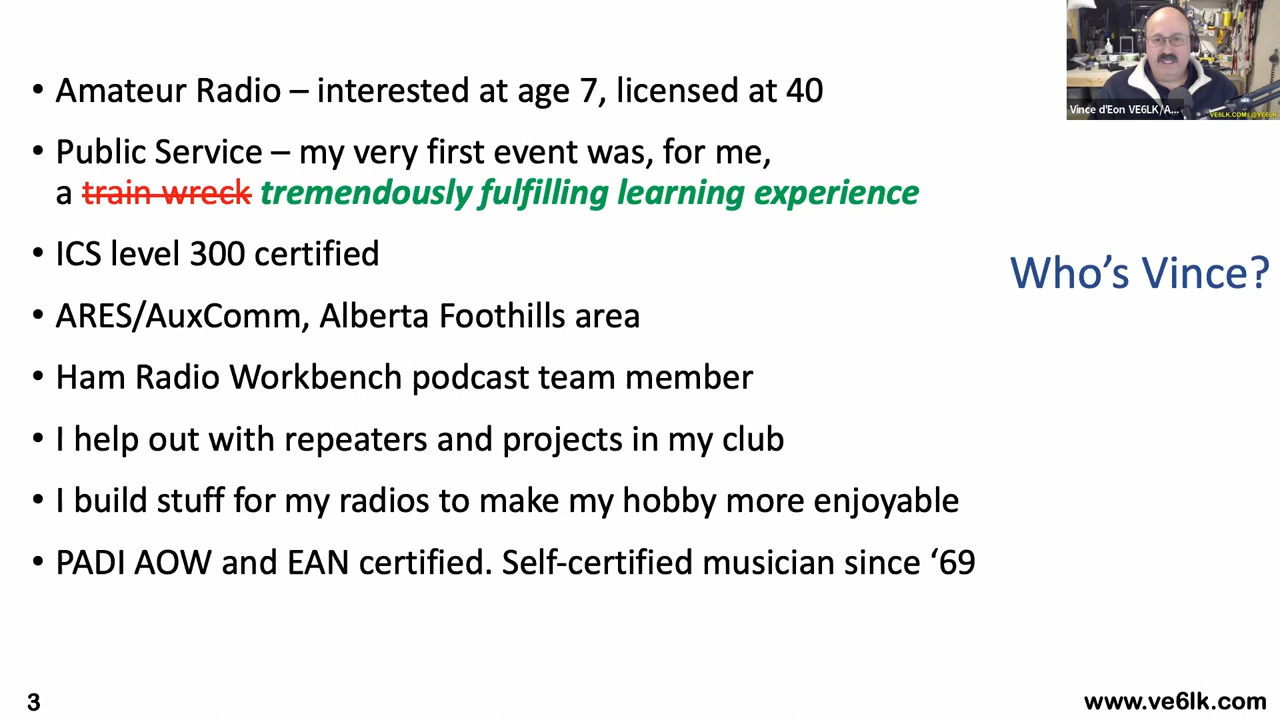 • Amateur Radio – interested at age 7, licensed at 40
• Public Service – my very first event was, for me,
a train wreck tremendously fulfilling learning experience
• ICS level 300 certified
• ARES/AuxComm, Alberta Foothills area
• Ham Radio Workbench podcast team member
• I help out with repeaters and projects in my club
• I build stuff for my radios to make my hobby more enjoyable
• PADI AOW and EAN certified. Self-certified musician since ‘69
Who’s Vince?
Vince d'Eon VE6LK/A...
VE6LK.COM | @VE6LK
3
www.ve6lk.com